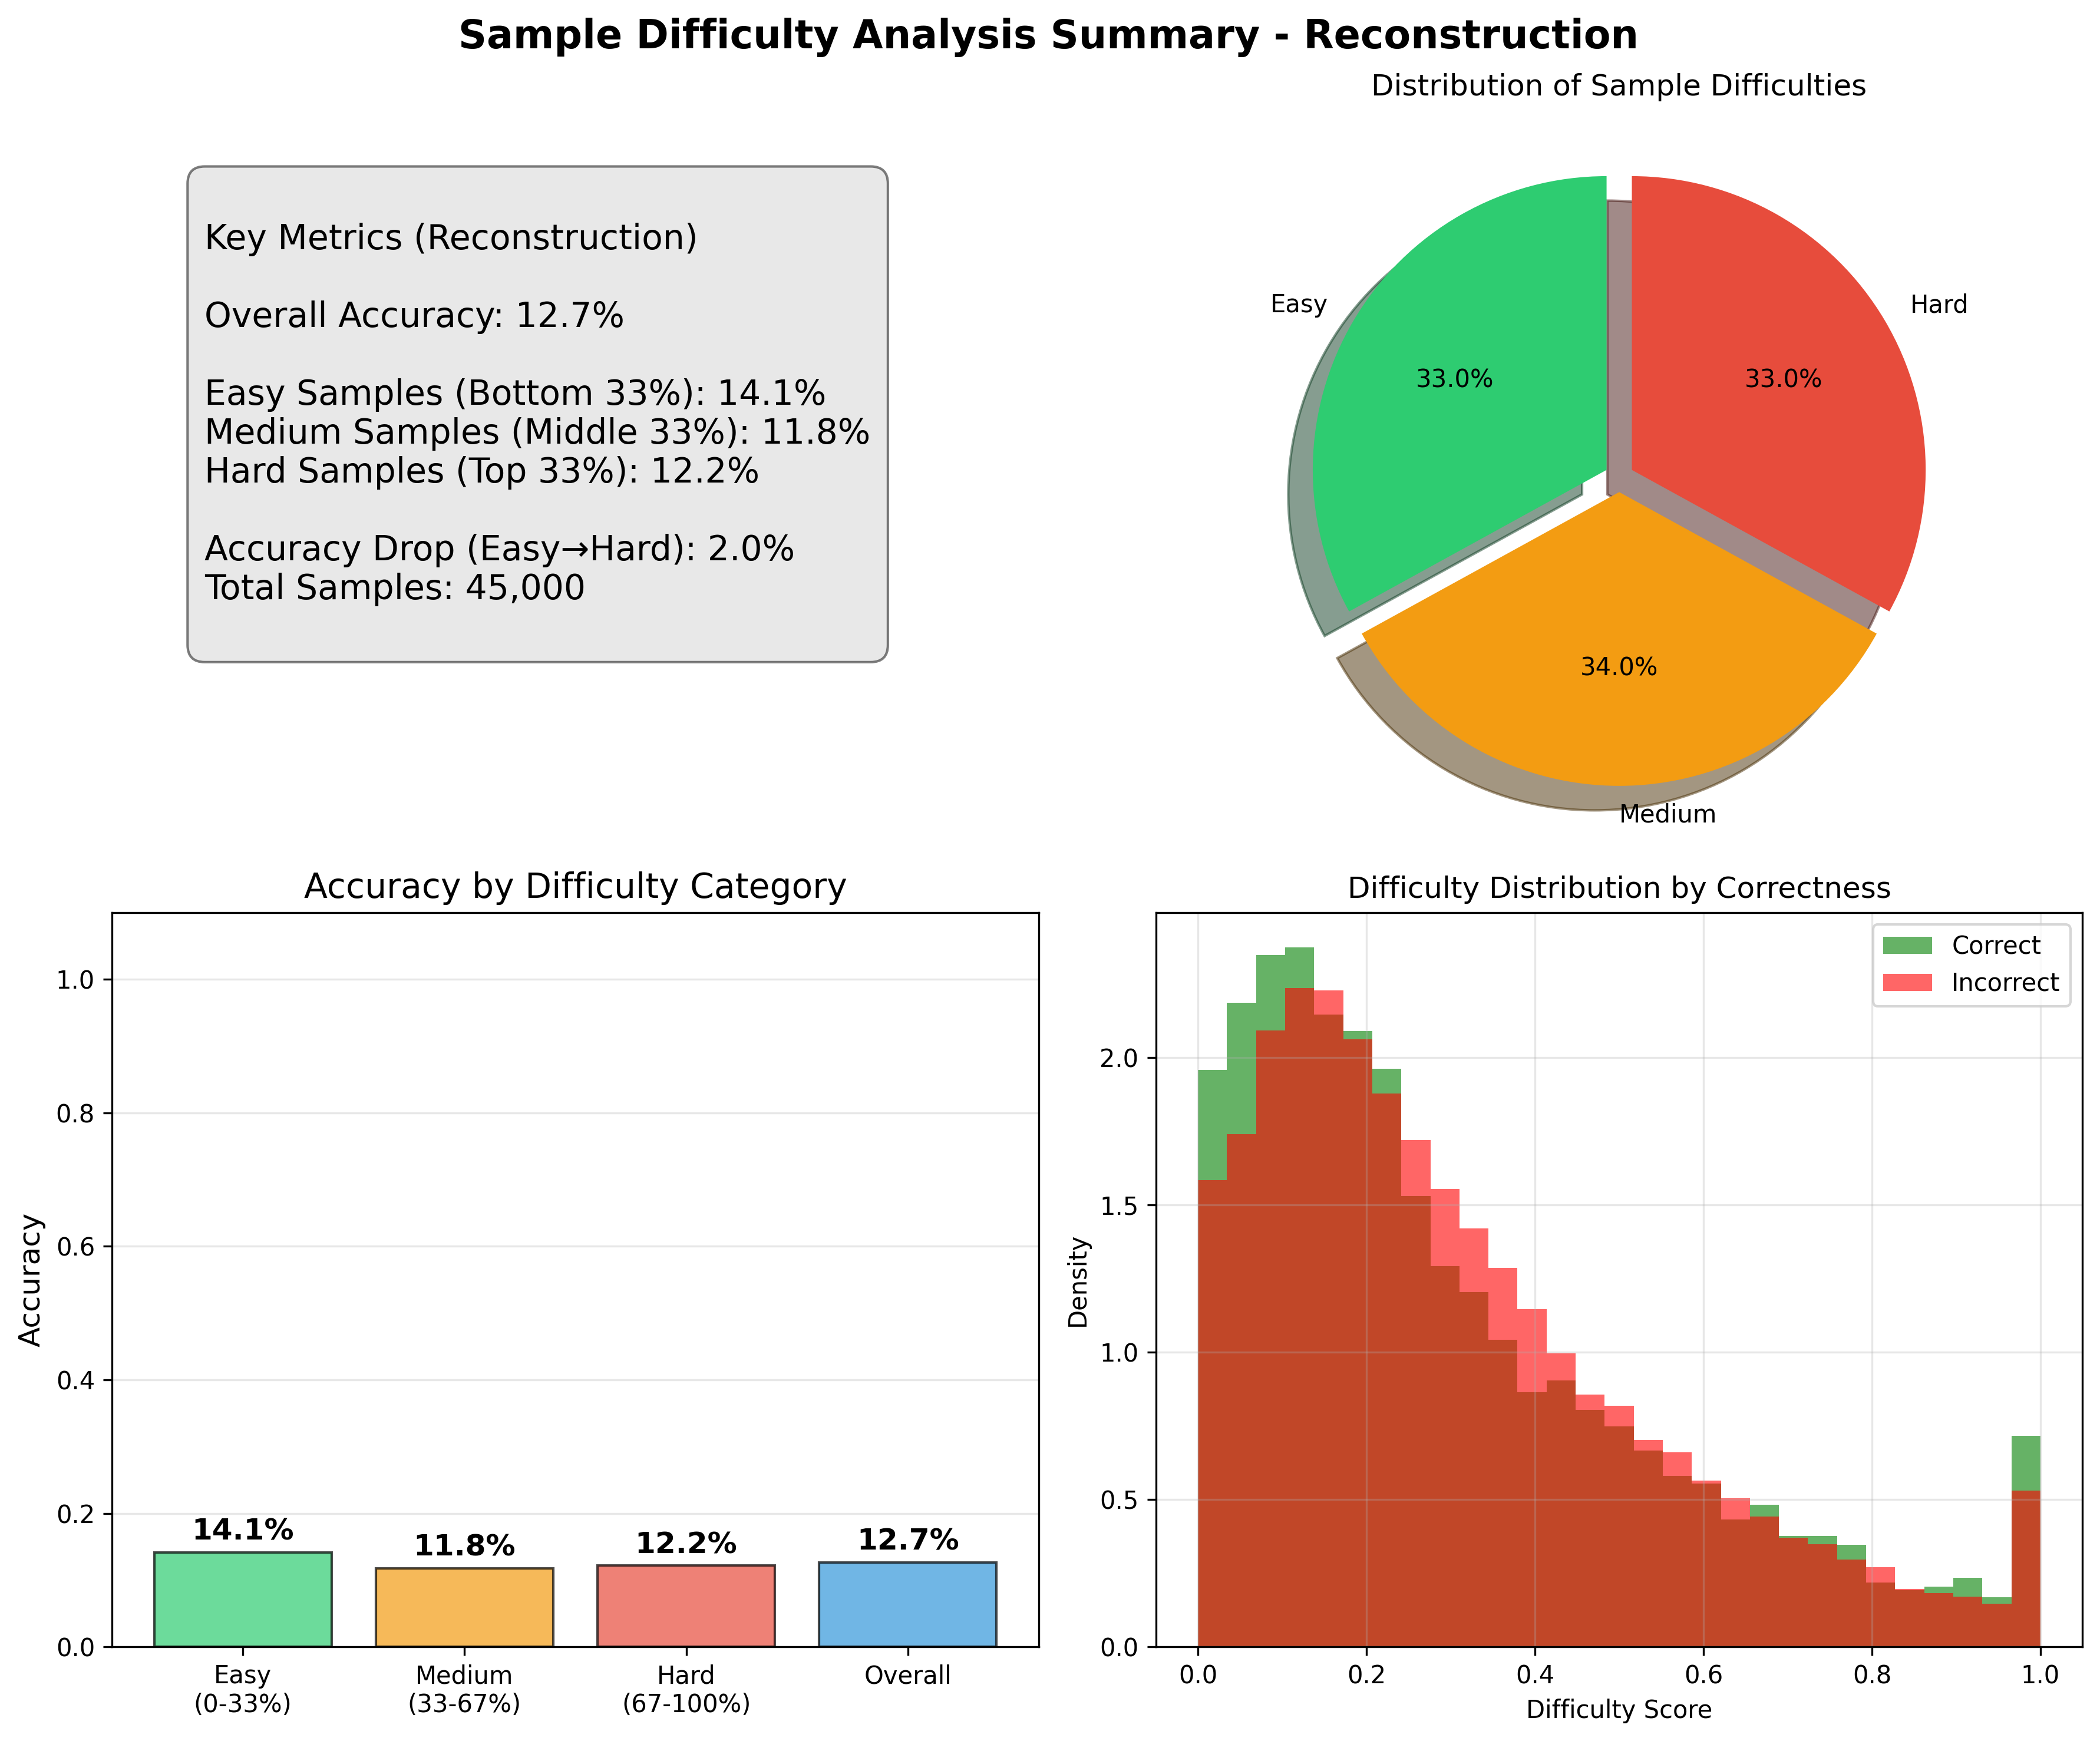 Sample Difficulty Analysis Summary - Reconstruction
Key Metrics (Reconstruction)
Overall Accuracy: 12.7%
Easy Samples (Bottom 33%): 14.1%
Medium Samples (Middle 33%): 11.8%
Hard Samples (Top 33%): 12.2%
Accuracy Drop (Easy→Hard): 2.0%
Total Samples: 45,000
Distribution of Sample Difficulties
Easy
Hard
33.0%
33.0%
34.0%
Medium
Accuracy by Difficulty Category
Accuracy
1.0
0.8
0.6
0.4
0.2
0.0
14.1%
11.8%
12.2%
12.7%
Easy
(0-33%)
Medium
(33-67%)
Hard
(67-100%)
Overall
Difficulty Distribution by Correctness
Correct
Incorrect
Density
2.0
1.5
1.0
0.5
0.0
0.0
0.2
0.4
0.6
0.8
1.0
Difficulty Score